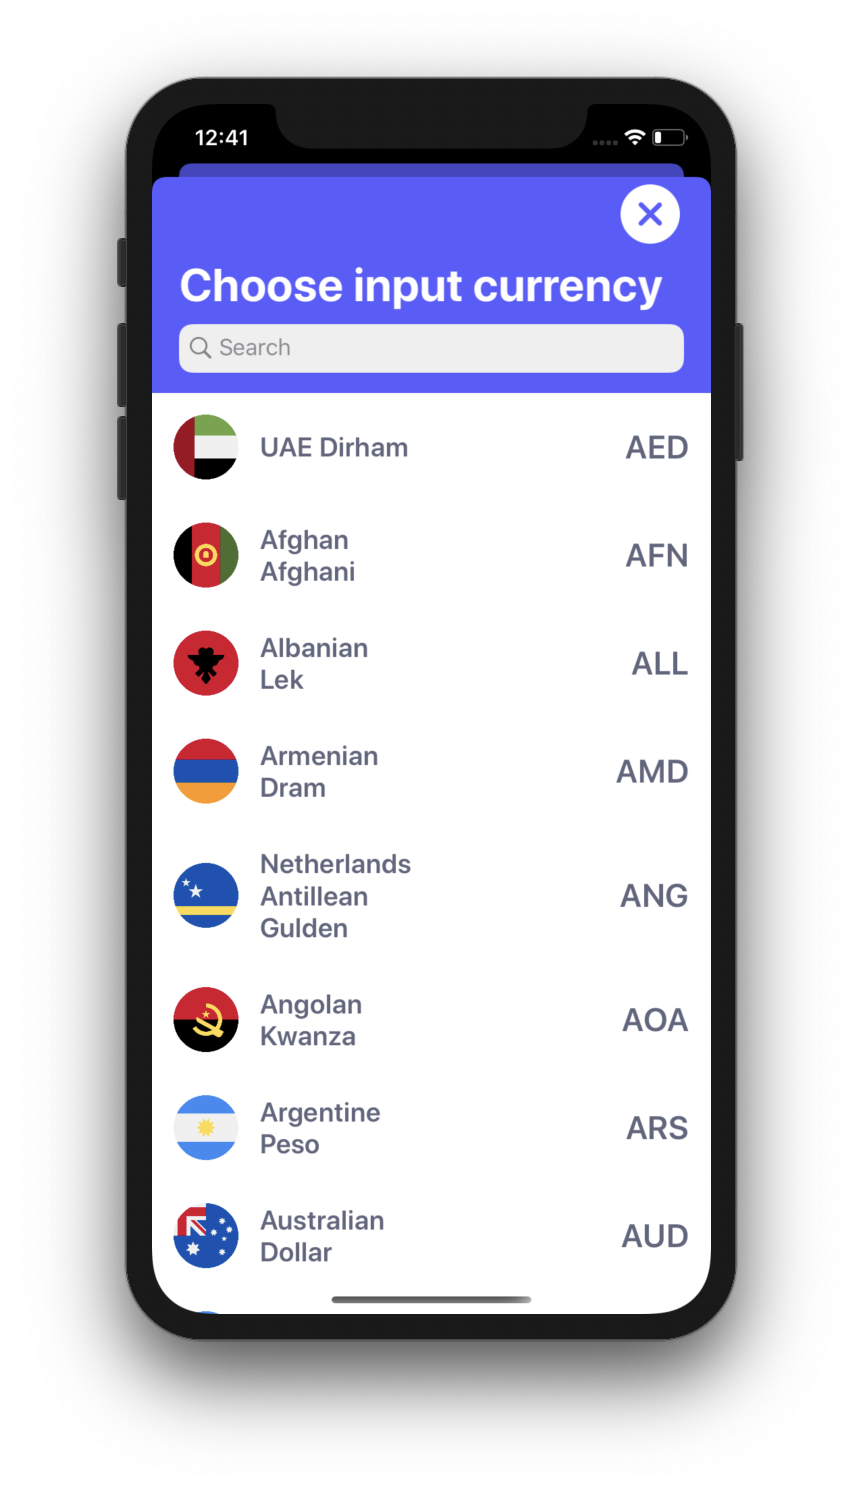 12:41
Choose input currency
Search
UAE Dirham
AED
Afghan
Afghani
AFN
Albanian
Lek
ALL
Armenian
Dram
AMD
Netherlands
Antillean
Gulden
ANG
Angolan
Kwanza
AOA
Argentine
Peso
ARS
Australian
Dollar
AUD